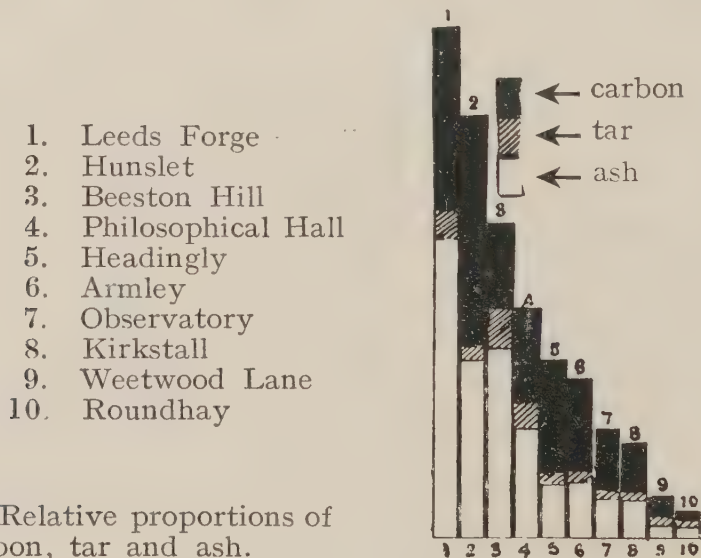 1. Leeds Forge
2. Hunslet
3. Beeston Hill
4. Philosophical Hall
5. Headingly
6. Armley
7. Observatory
8. Kirkstall
9. Weetwood Lane
10. Roundhay
Relative proportions of
tar and ash.
carbon
tar
ash
1
2
3
4
5
6
7
8
9
10
1 2 3 4 5 6 7 8 9 10